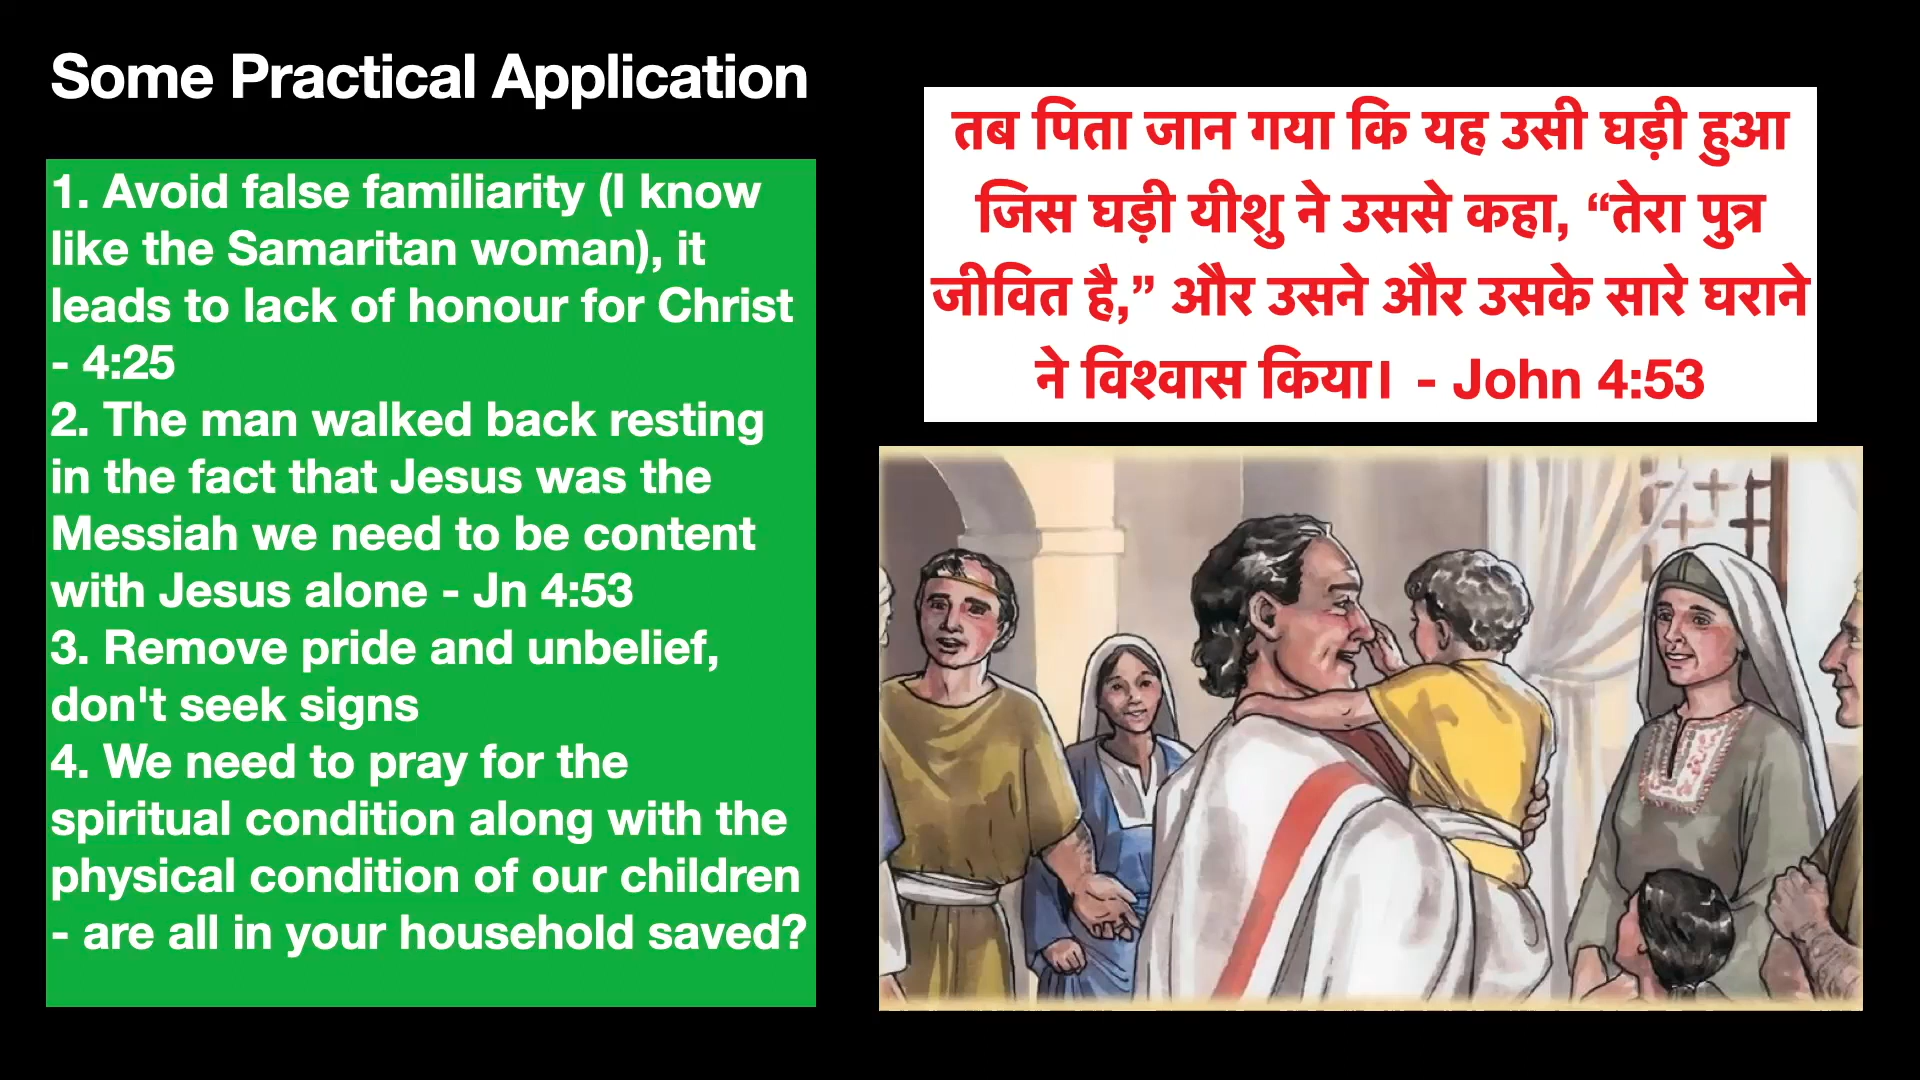 Some Practical Application
1. Avoid false familiarity (I know
like the Samaritan woman), it
leads to lack of honour for Christ
- 4:25
2. The man walked back resting
in the fact that Jesus was the
Messiah we need to be content
with Jesus alone - Jn 4:53
3. Remove pride and unbelief,
don't seek signs
4. We need to pray for the
spiritual condition along with the
physical condition of our children
- are all in your household saved?
तब पिता जान गया कि यह उसी घड़ी हुआ
जिस घड़ी यीशु ने उससे कहा, “तेरा पुत्र
जीवित है,” और उसने और उसके सारे घराने
ने विश्वास किया। - John 4:53